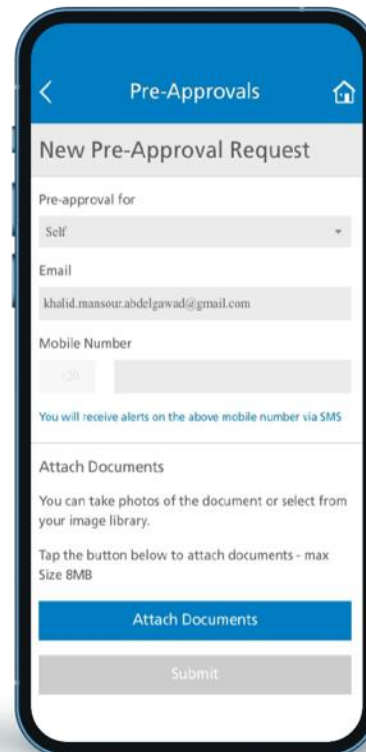 Pre-Approvals
New Pre-Approval Request
Pre-approval for
Self
Email
khalid.mansour.abdelgawad@gmail.com
Mobile Number
+20
You will receive alerts on the above mobile number via SMS
Attach Documents
You can take photos of the document or select from
your image library.
Tap the button below to attach documents - max
Size 8MB
Attach Documents
Submit